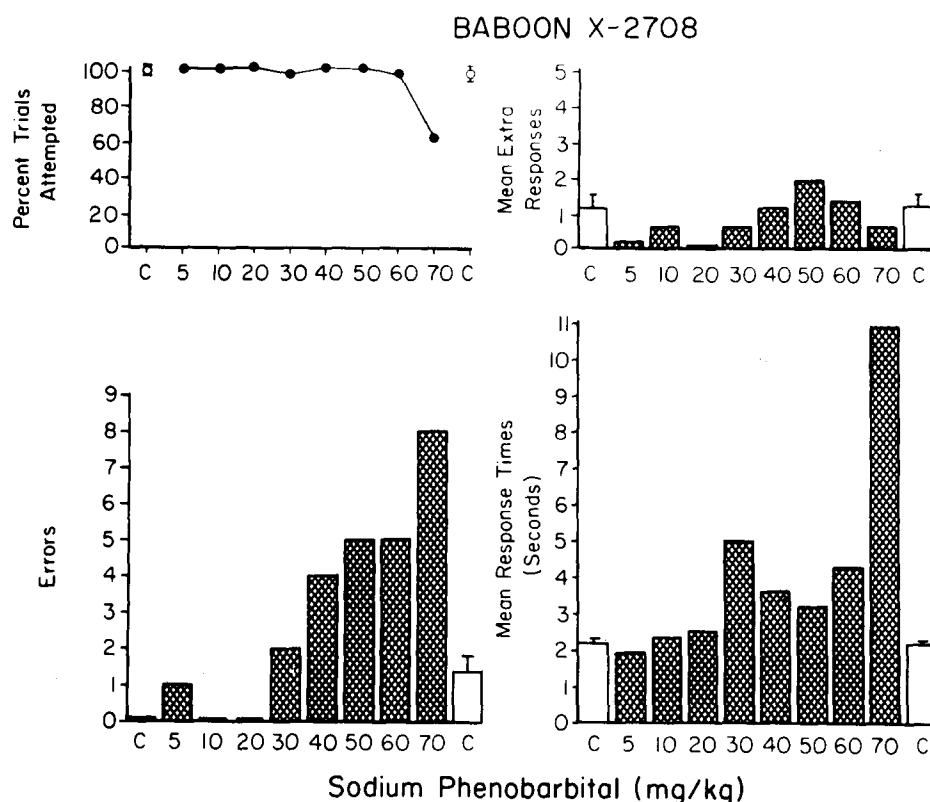 BABOON X-2708
Percent Trials
Attempted
100
80
60
40
20
0
C 5 10 20 30 40 50 60 70 C
Mean Extra
Responses
5
4
3
2
1
0
C 5 10 20 30 40 50 60 70 C
Errors
9
8
7
6
5
4
3
2
1
0
C 5 10 20 30 40 50 60 70 C
Mean Response Times
(Seconds)
11
10
9
8
7
6
5
4
3
2
1
0
C 5 10 20 30 40 50 60 70 C
Sodium Phenobarbital (mg/kg)